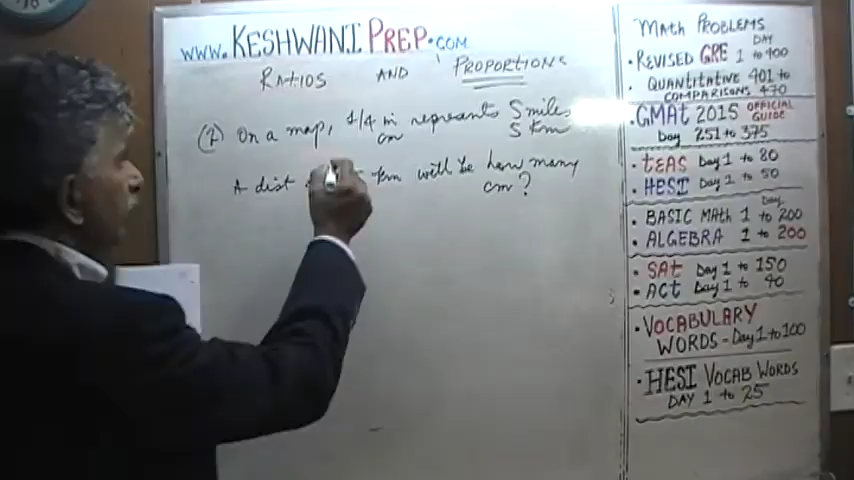 www.KESHWANI PREP.COM
RATIOS AND PROPORTIONS
(2) On a map, 1/4 in represents 5 miles
cm 5 km
A dist km will be how many
cm?
MATH PROBLEMS
DAY
• REVISED GRE 1 to 400
• QUANTITATIVE 401 to
COMPARISONS 470
• GMAT 2015 OFFICIAL GUIDE
Day 251 to 375
• TEAS Day 1 to 80
• HESI Day 1 to 50
Day
• BASIC MATH 1 to 200
• ALGEBRA 1 to 200
• SAT Day 1 to 150
• ACT Day 1 to 40
• VOCABULARY
WORDS - Day 1 to 100
• HESI VOCAB WORDS
DAY 1 to 25